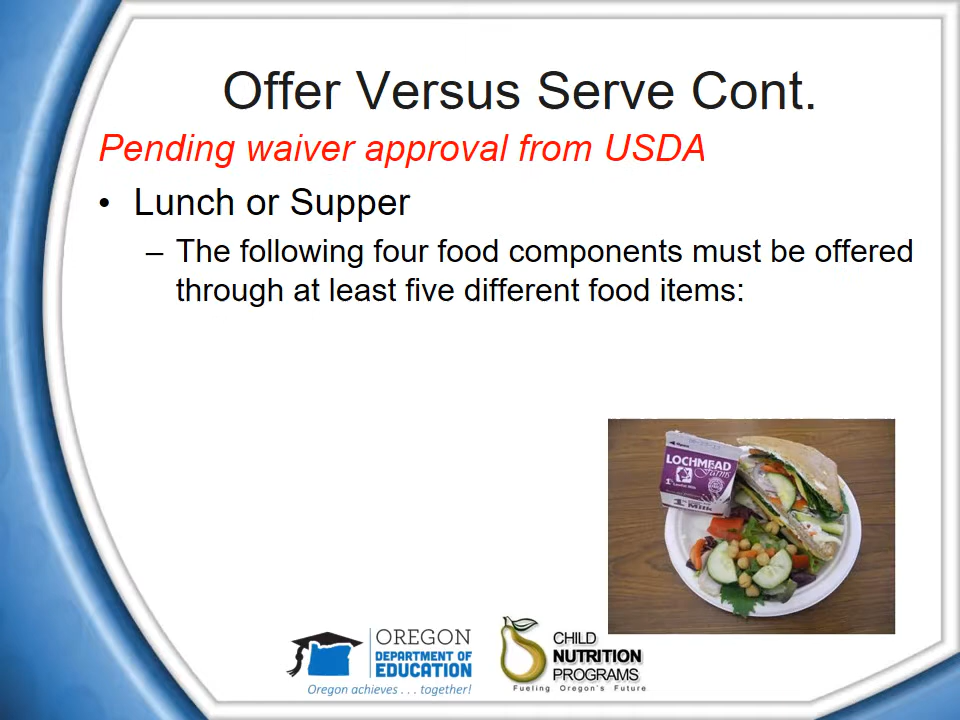 Offer Versus Serve Cont.
Pending waiver approval from USDA
• Lunch or Supper
– The following four food components must be offered
through at least five different food items:
LOCHMEAD
Farms
1%
Milk
OREGON
DEPARTMENT OF
EDUCATION
Oregon achieves . . . together!
CHILD
NUTRITION
PROGRAMS
Fueling Oregon's Future